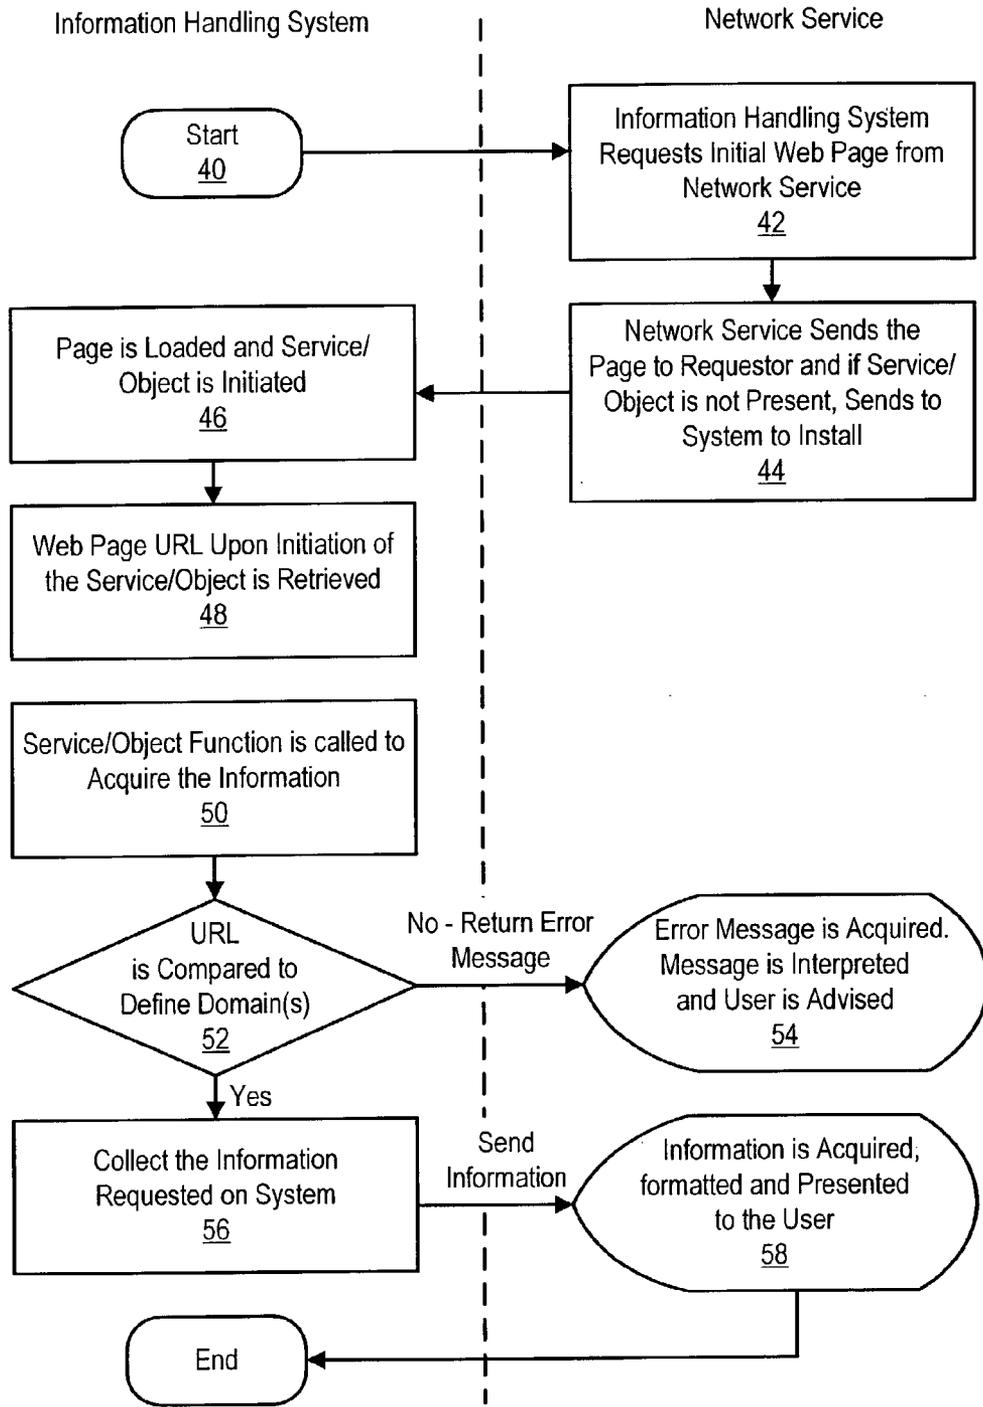 Information Handling System
Network Service
Start
40
Information Handling System
Requests Initial Web Page from
Network Service
42
Network Service Sends the
Page to Requestor and if Service/
Object is not Present, Sends to
System to Install
44
Page is Loaded and Service/
Object is Initiated
46
Web Page URL Upon Initiation of
the Service/Object is Retrieved
48
Service/Object Function is called to
Acquire the Information
50
URL
is Compared to
Define Domain(s)
52
No - Return Error
Message
Error Message is Acquired.
Message is Interpreted
and User is Advised
54
Yes
Collect the Information
Requested on System
56
Send
Information
Information is Acquired,
formatted and Presented
to the User
58
End